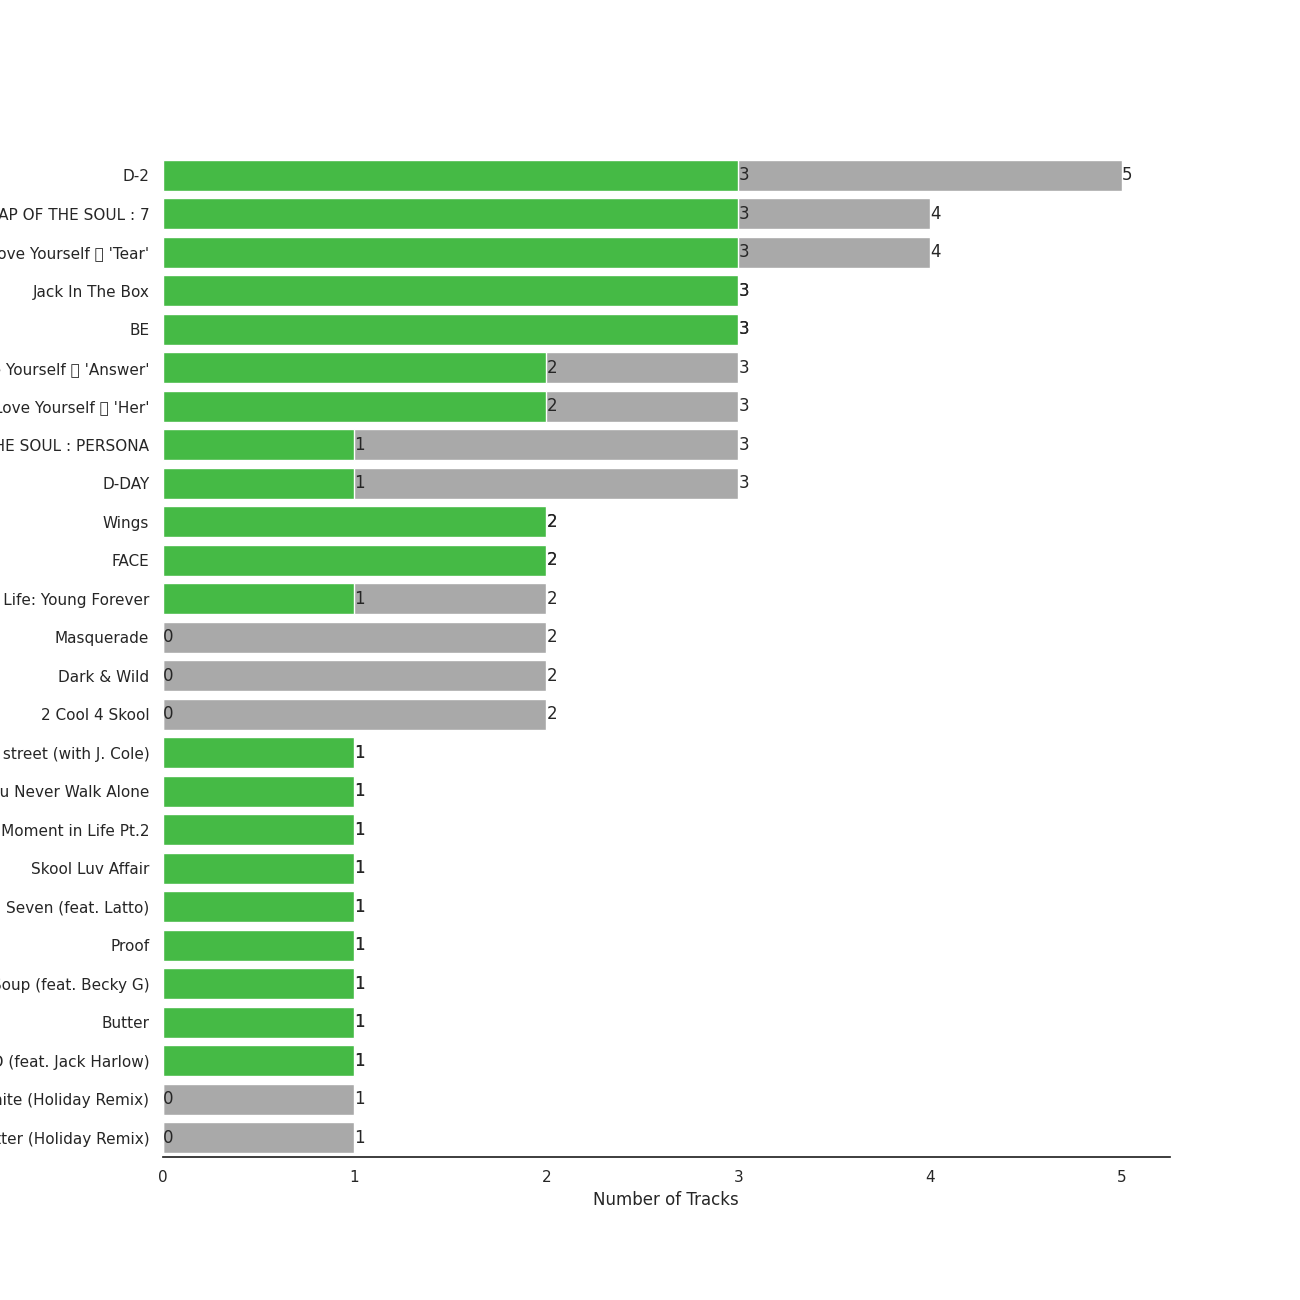 D-2 3 5
AP OF THE SOUL : 7 3 4
ove Yourself 'Tear' 3 4
Jack In The Box 3
BE 3
Yourself 'Answer' 2 3
Love Yourself 'Her' 2 3
HE SOUL : PERSONA 1 3
D-DAY 1 3
Wings 2
FACE 2
Life: Young Forever 1 2
Masquerade 0 2
Dark & Wild 0 2
2 Cool 4 Skool 0 2
street (with J. Cole) 1
u Never Walk Alone 1
Moment in Life Pt.2 1
Skool Luv Affair 1
Seven (feat. Latto) 1
Proof 1
Soup (feat. Becky G) 1
Butter 1
(feat. Jack Harlow) 1
ite (Holiday Remix) 0 1
ter (Holiday Remix) 0 1
0 1 2 3 4 5
Number of Tracks